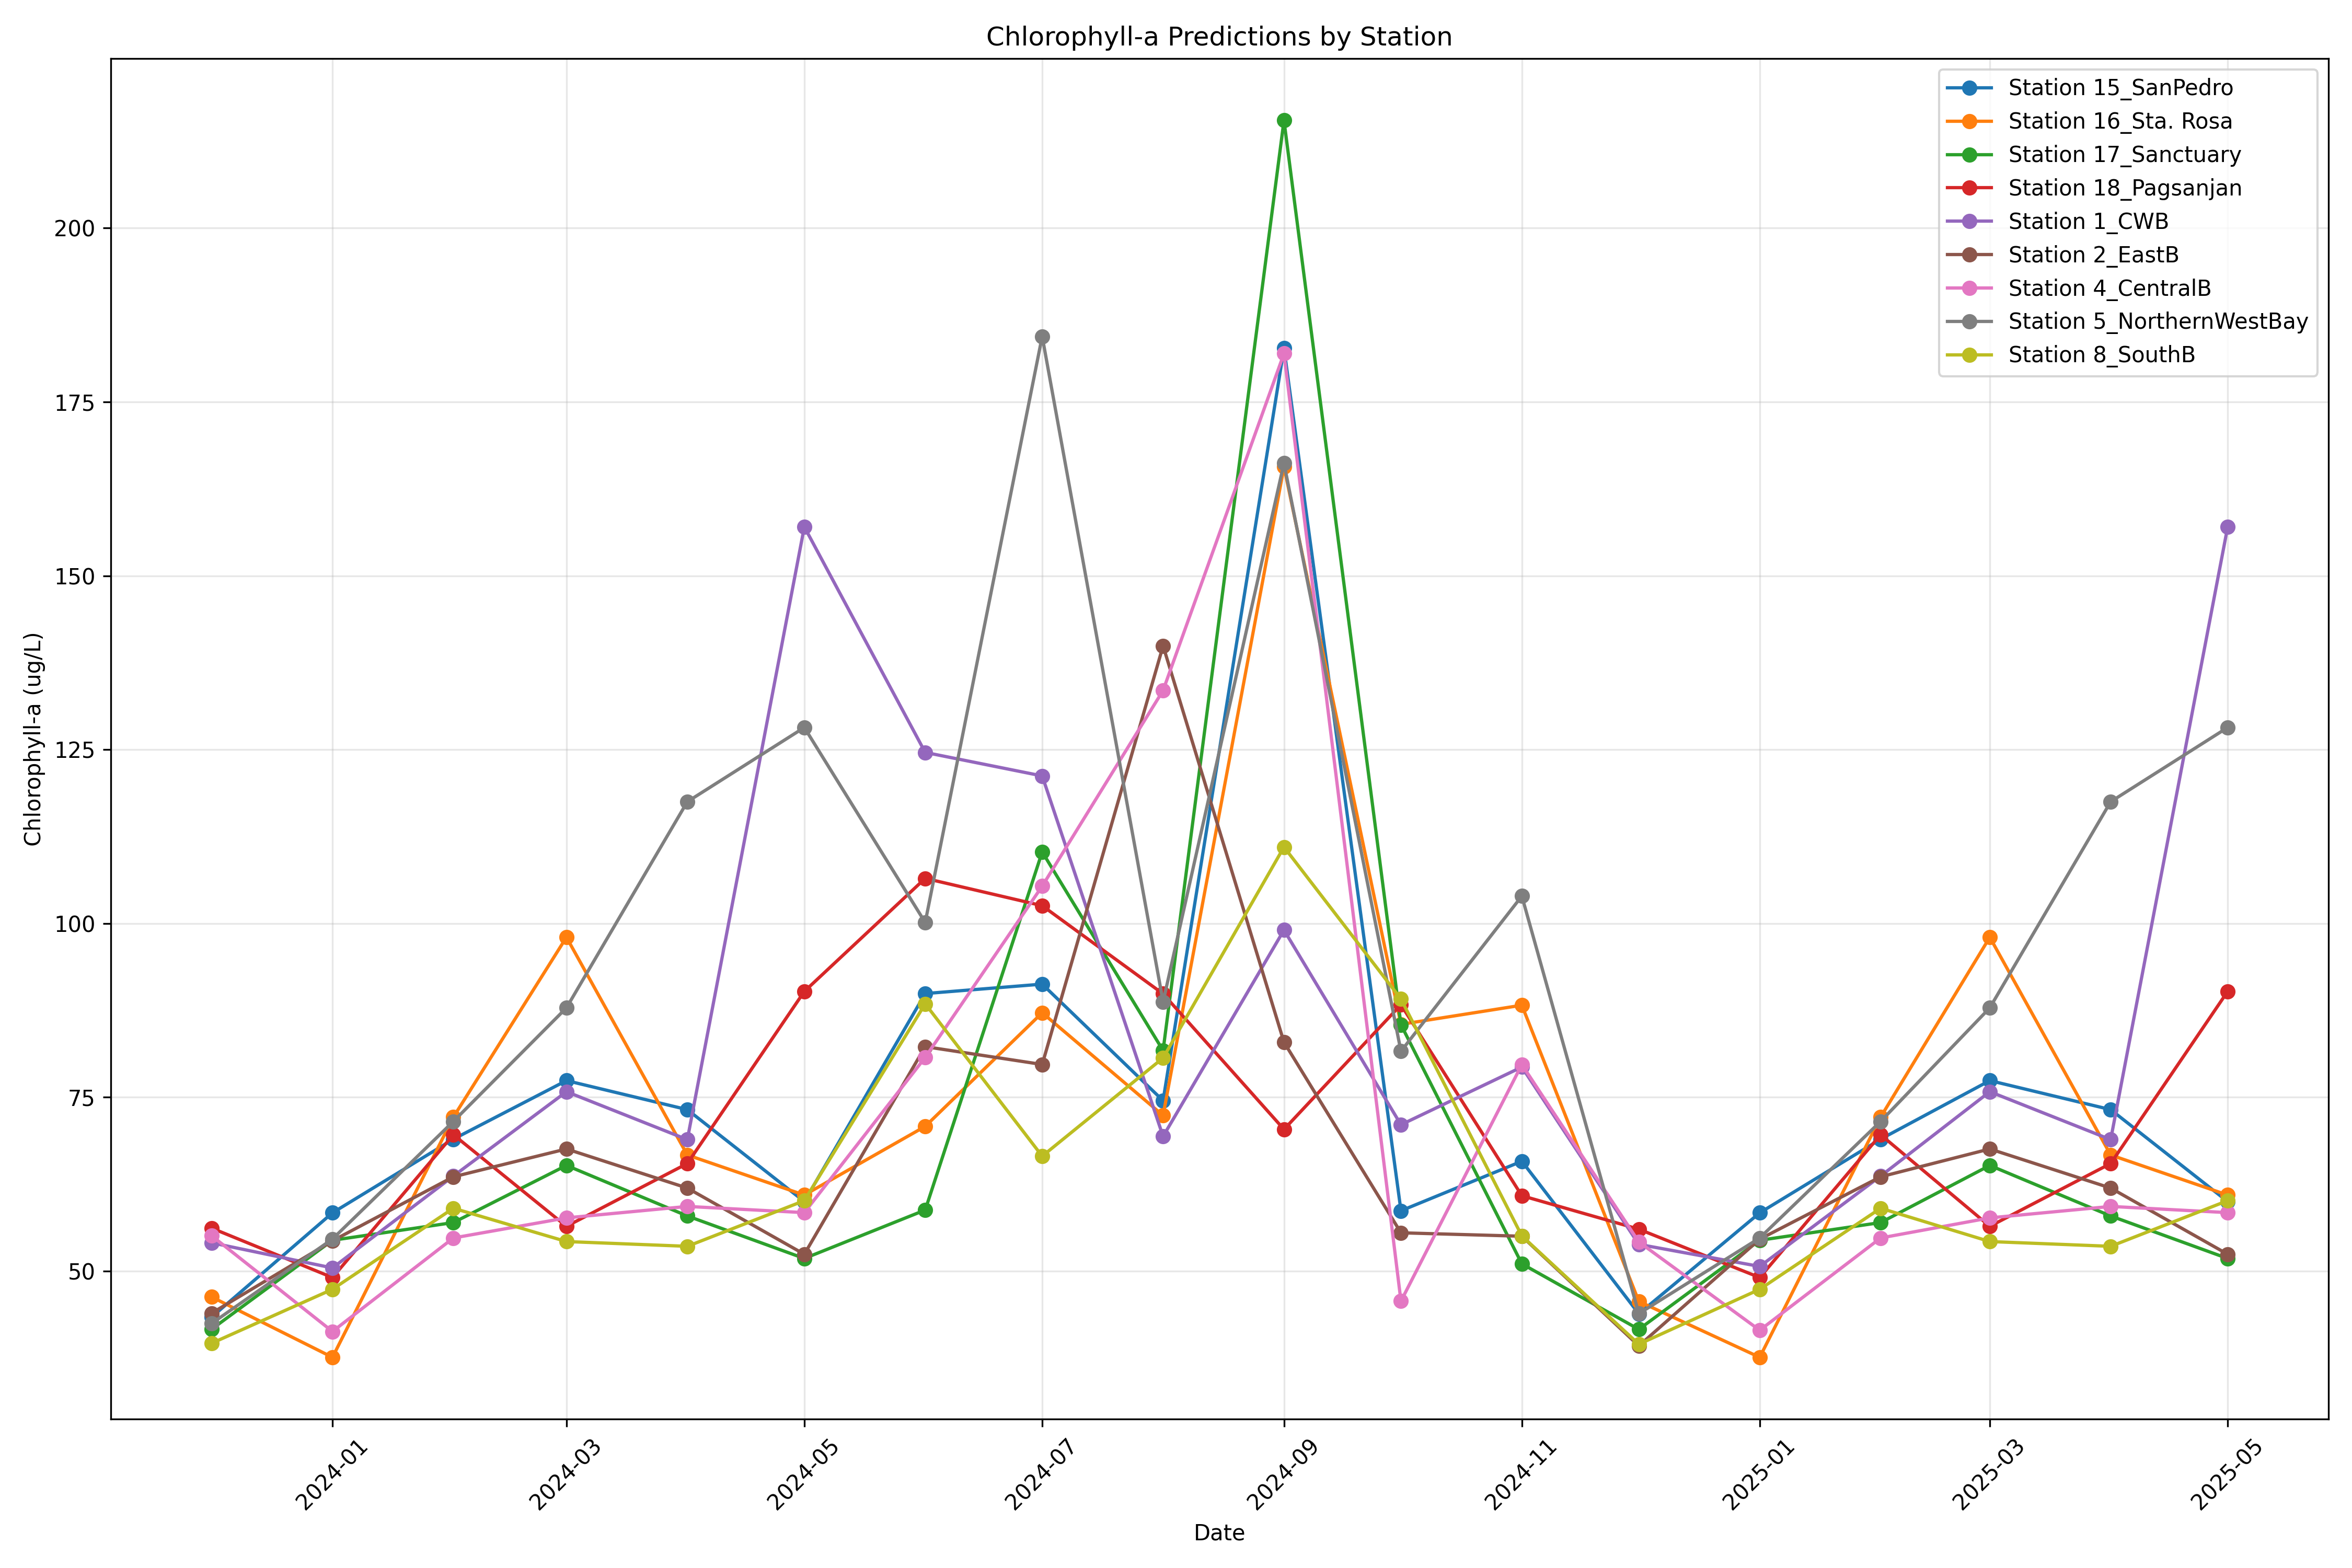 Chlorophyll-a Predictions by Station
Station 15_SanPedro
Station 16_Sta. Rosa
Station 17_Sanctuary
Station 18_Pagsanjan
Station 1_CWB
Station 2_EastB
Station 4_CentralB
Station 5_NorthernWestBay
Station 8_SouthB
Chlorophyll-a (ug/L)
200
175
150
125
100
75
50
2024-01
2024-03
2024-05
2024-07
2024-09
2024-11
2025-01
2025-03
2025-05
Date